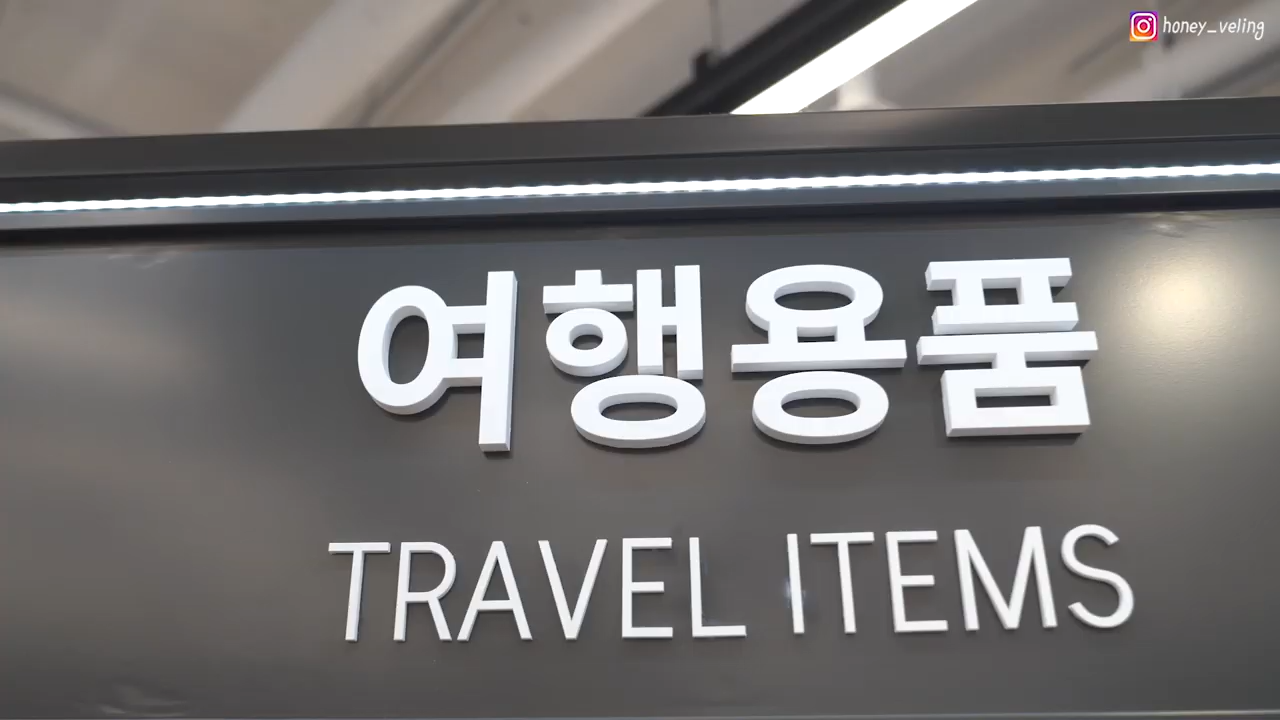 honey_veling
여행용품
TRAVEL ITEMS